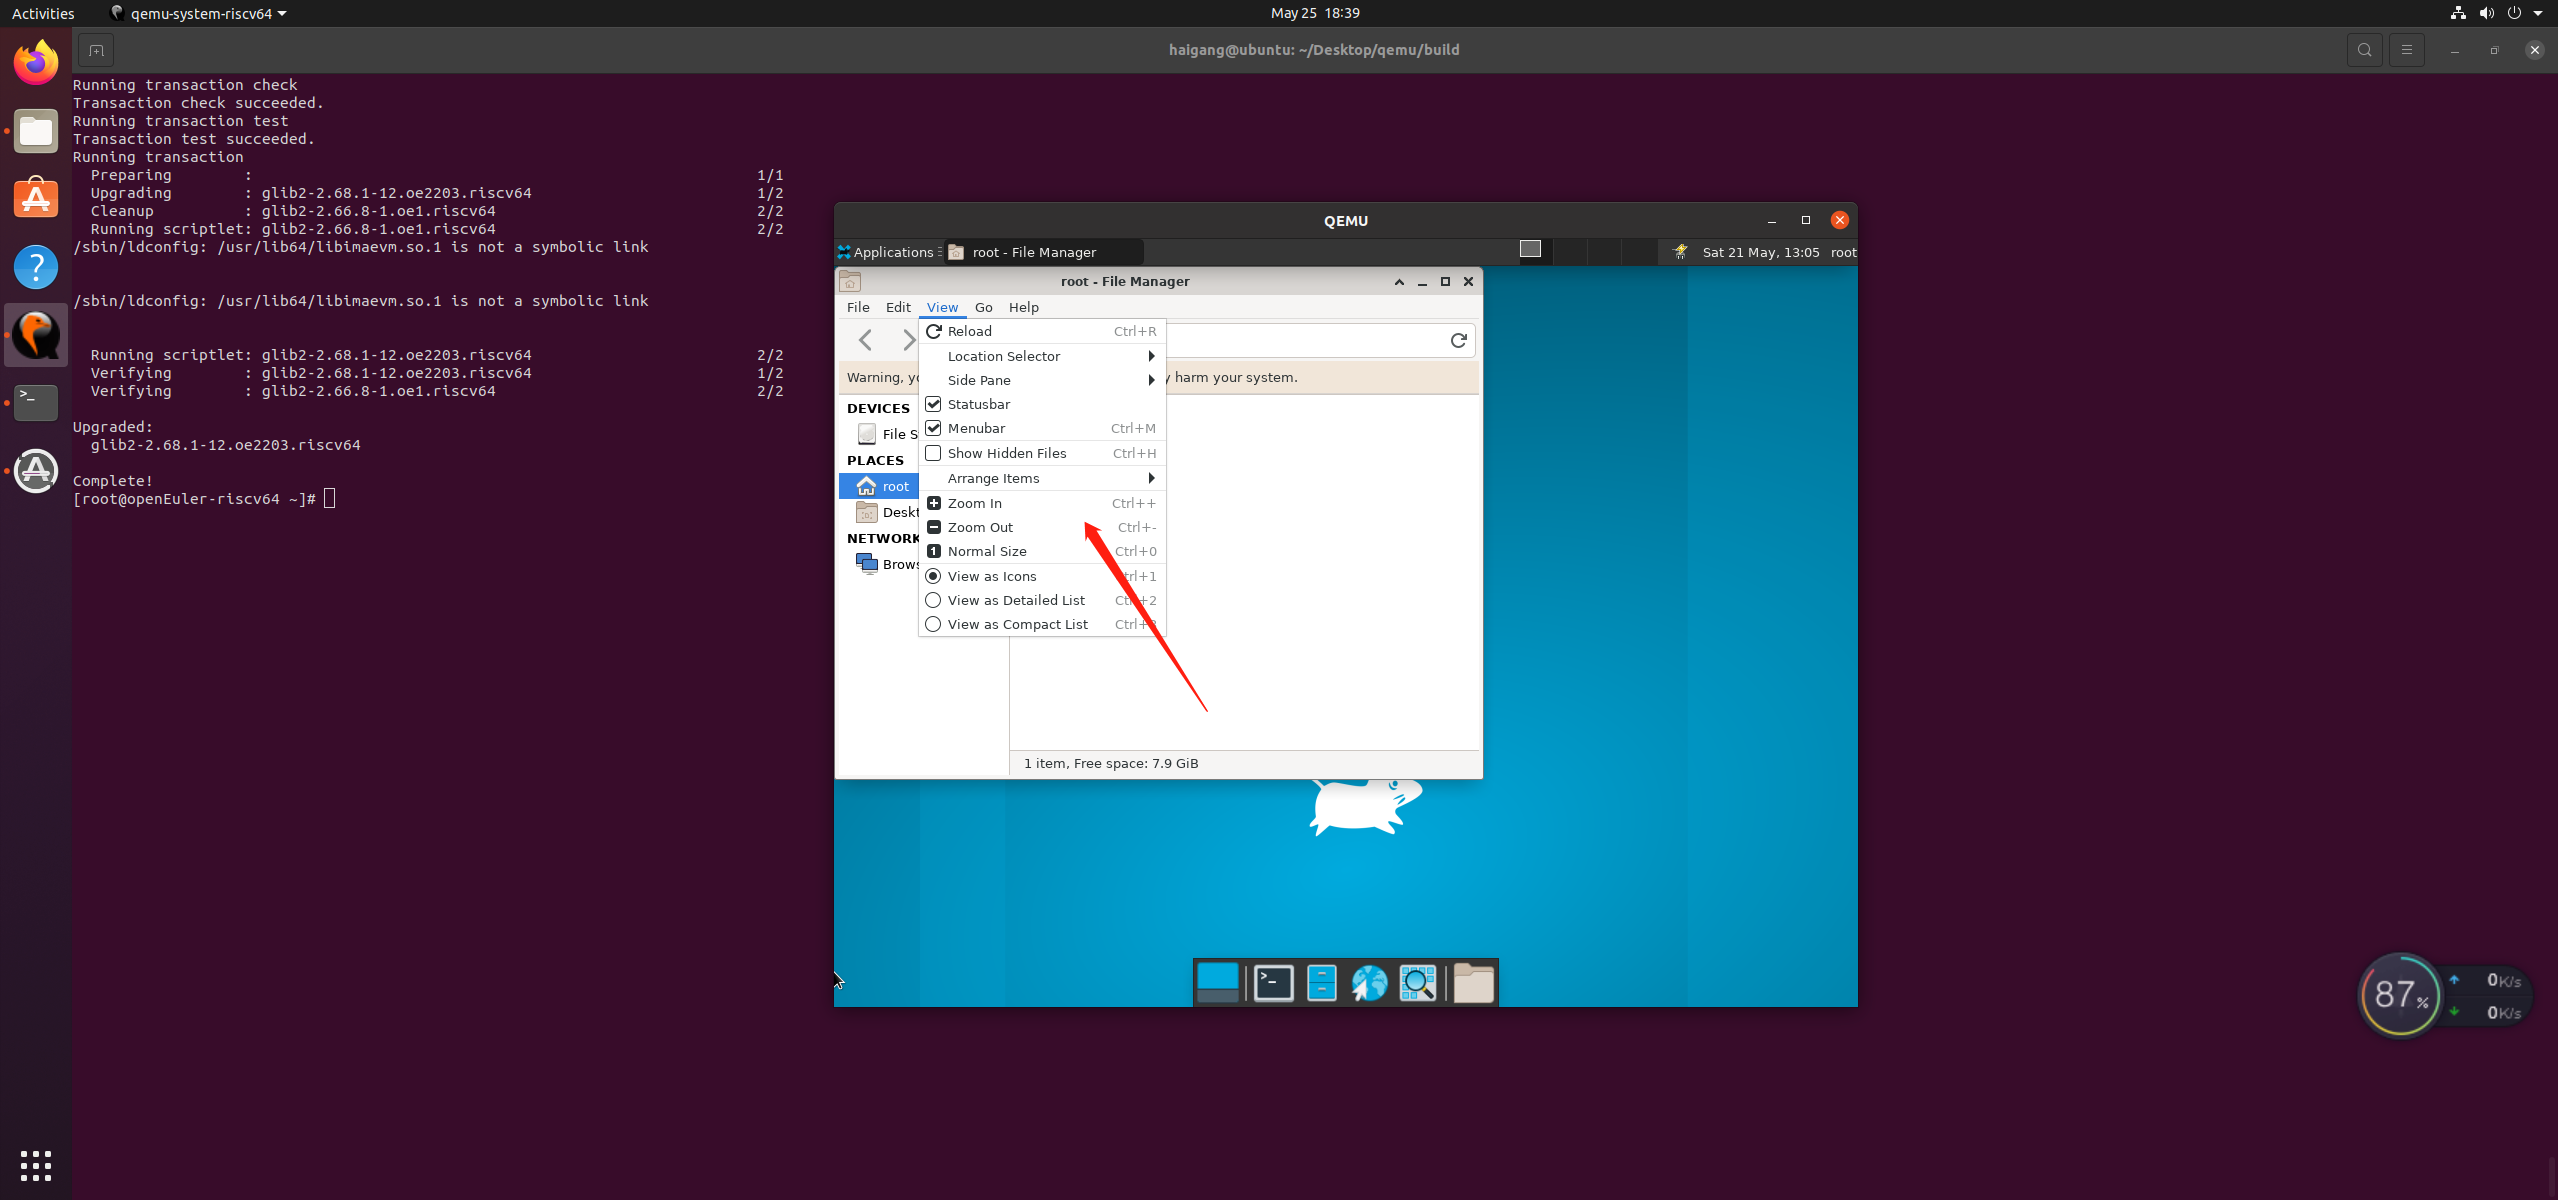 Activities
qemu-system-riscv64
May 25 18:39
haigang@ubuntu: ~/Desktop/qemu/build
Running transaction check
Transaction check succeeded.
Running transaction test
Transaction test succeeded.
Running transaction
Preparing        :                                                        1/1
Upgrading        : glib2-2.68.1-12.oe2203.riscv64                         1/2
Cleanup          : glib2-2.66.8-1.oe1.riscv64                             2/2
Running scriptlet: glib2-2.66.8-1.oe1.riscv64                             2/2
/sbin/ldconfig: /usr/lib64/libimaevm.so.1 is not a symbolic link
/sbin/ldconfig: /usr/lib64/libimaevm.so.1 is not a symbolic link
Running scriptlet: glib2-2.68.1-12.oe2203.riscv64                         2/2
Verifying        : glib2-2.68.1-12.oe2203.riscv64                         1/2
Verifying        : glib2-2.66.8-1.oe1.riscv64                             2/2
Upgraded:
glib2-2.68.1-12.oe2203.riscv64
Complete!
[root@openEuler-riscv64 ~]#
QEMU
Applications
root - File Manager
Sat 21 May, 13:05
root
root - File Manager
File
Edit
View
Go
Help
Warning,
harm your system.
DEVICES
File S
PLACES
root
Deskt
NETWORK
Brows
Reload Ctrl+R
Location Selector
Side Pane
Statusbar
Menubar Ctrl+M
Show Hidden Files Ctrl+H
Arrange Items
Zoom In Ctrl++
Zoom Out Ctrl+-
Normal Size Ctrl+0
View as Icons trl+1
View as Detailed List Ctrl+2
View as Compact List Ctrl+
1 item, Free space: 7.9 GiB
87%
0K/s
0K/s